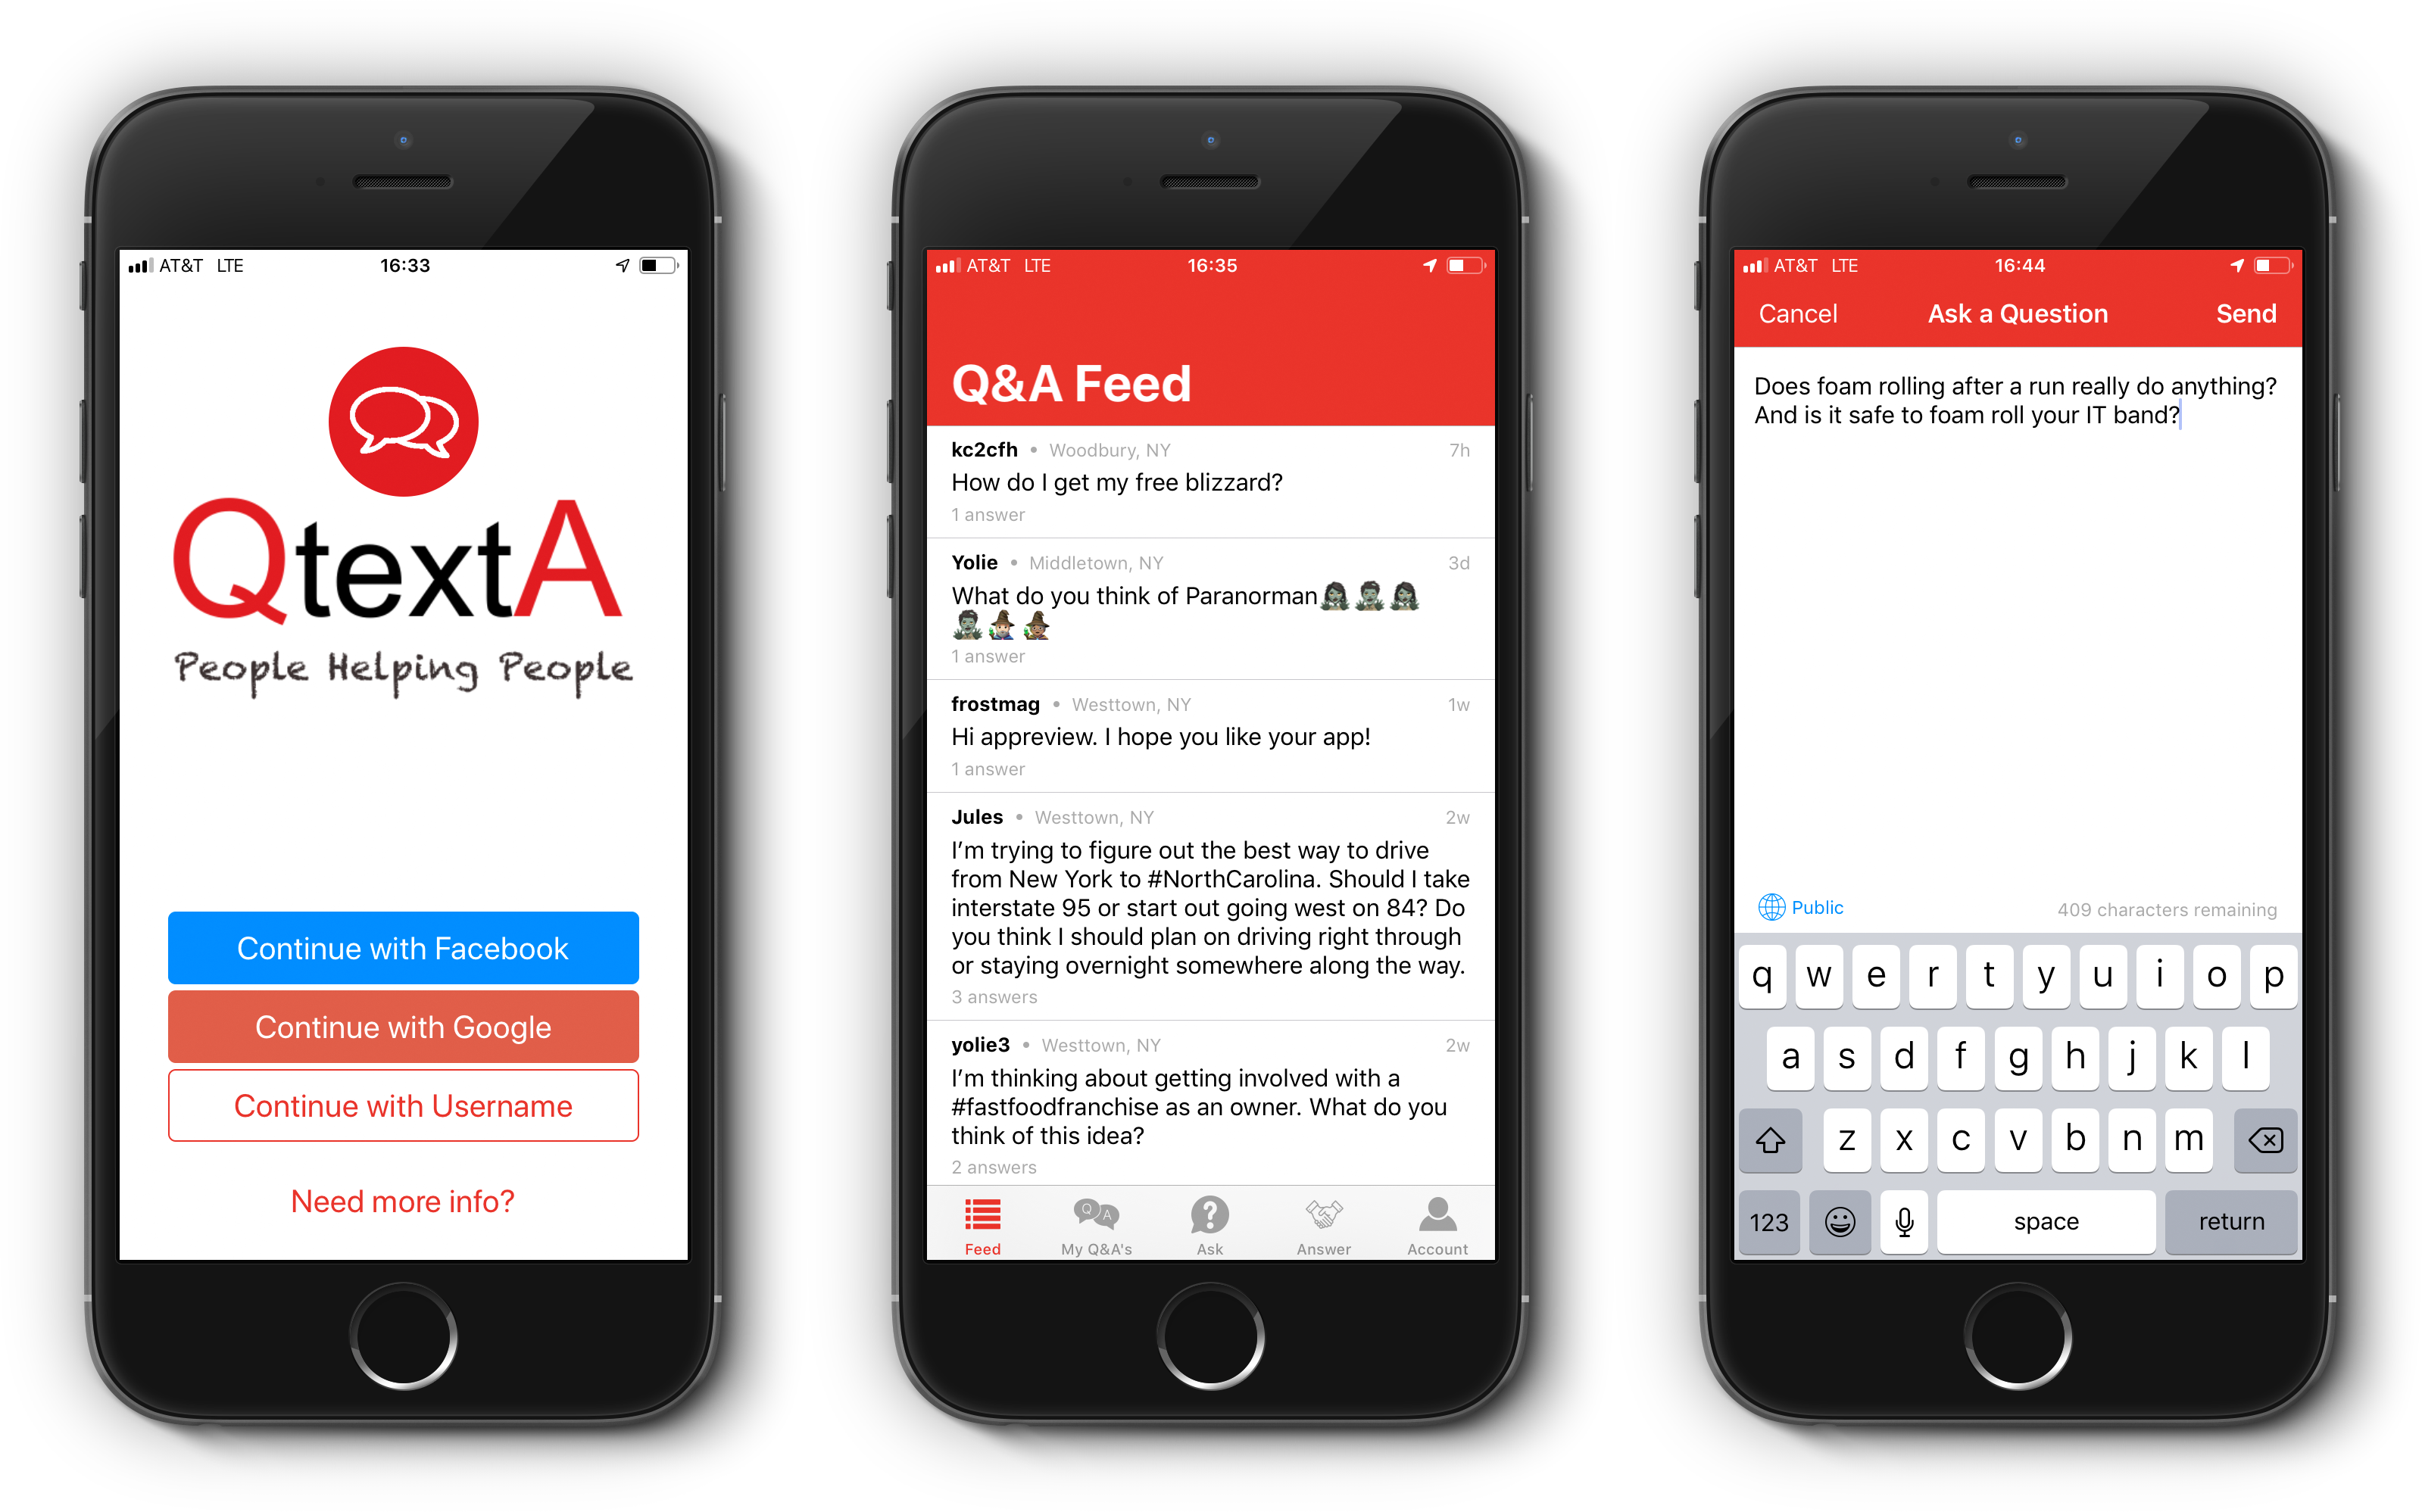 AT&T LTE 16:33
QtextA
People Helping People
Continue with Facebook
Continue with Google
Continue with Username
Need more info?
AT&T LTE 16:35
Q&A Feed
kc2cfh • Woodbury, NY 7h
How do I get my free blizzard?
1 answer
Yolie • Middletown, NY 3d
What do you think of Paranorman🧟‍♀️🧟‍♂️🧟‍♀️
🧟‍♂️🧙🏻‍♂️🧙🏽‍♂️
1 answer
frostmag • Westtown, NY 1w
Hi appreview. I hope you like your app!
1 answer
Jules • Westtown, NY 2w
I’m trying to figure out the best way to drive
from New York to #NorthCarolina. Should I take
interstate 95 or start out going west on 84? Do
you think I should plan on driving right through
or staying overnight somewhere along the way.
3 answers
yolie3 • Westtown, NY 2w
I’m thinking about getting involved with a
#fastfoodfranchise as an owner. What do you
think of this idea?
2 answers
Q A ?
Feed My Q&A's Ask Answer Account
AT&T LTE 16:44
Cancel Ask a Question Send
Does foam rolling after a run really do anything?
And is it safe to foam roll your IT band?
Public 409 characters remaining
q w e r t y u i o p
a s d f g h j k l
z x c v b n m
123 space return